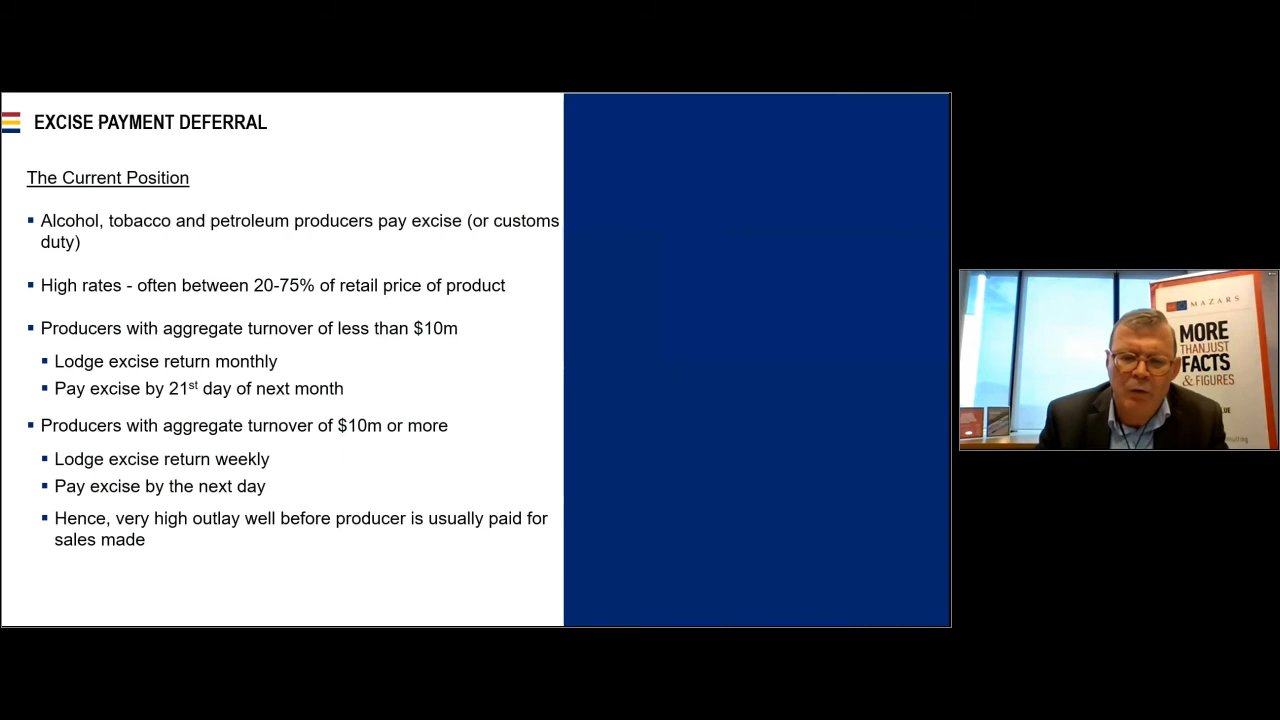 EXCISE PAYMENT DEFERRAL
The Current Position
▪ Alcohol, tobacco and petroleum producers pay excise (or customs
duty)
▪ High rates - often between 20-75% of retail price of product
▪ Producers with aggregate turnover of less than $10m
▪ Lodge excise return monthly
▪ Pay excise by 21st day of next month
▪ Producers with aggregate turnover of $10m or more
▪ Lodge excise return weekly
▪ Pay excise by the next day
▪ Hence, very high outlay well before producer is usually paid for
sales made
MAZARS
MORE
THAN JUST
FACTS
& FIGURES